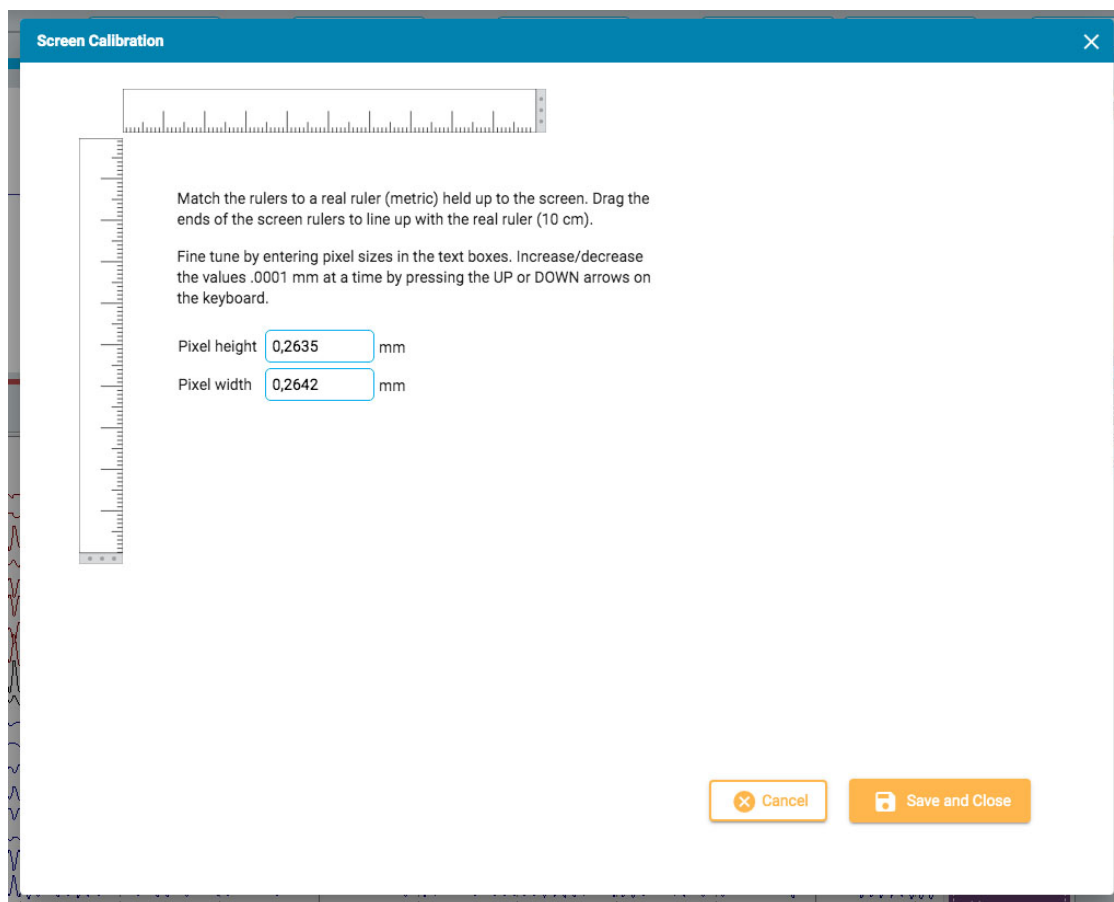 Screen Calibration
Match the rulers to a real ruler (metric) held up to the screen. Drag the
ends of the screen rulers to line up with the real ruler (10 cm).
Fine tune by entering pixel sizes in the text boxes. Increase/decrease
the values .0001 mm at a time by pressing the UP or DOWN arrows on
the keyboard.
Pixel height 0,2635 mm
Pixel width 0,2642 mm
Cancel Save and Close